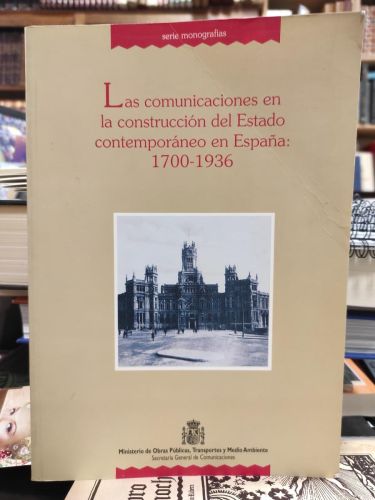 serie monografías
Las comunicaciones en
la construcción del Estado
contemporáneo en España:
1700-1936
Ministerio de Obras Públicas, Transportes y Medio Ambiente
Secretaría General de Comunicaciones